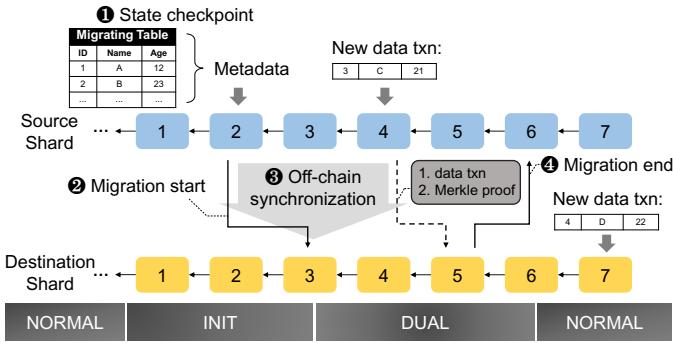 ❶ State checkpoint
Migrating Table
ID Name Age
1 A 12
2 B 23
... ... ...
Metadata
New data txn:
3 C 21
Source
Shard
... 1 2 3 4 5 6 7
❷ Migration start
❸ Off-chain
synchronization
1. data txn
2. Merkle proof
❹ Migration end
New data txn:
4 D 22
Destination
Shard
... 1 2 3 4 5 6 7
NORMAL INIT DUAL NORMAL